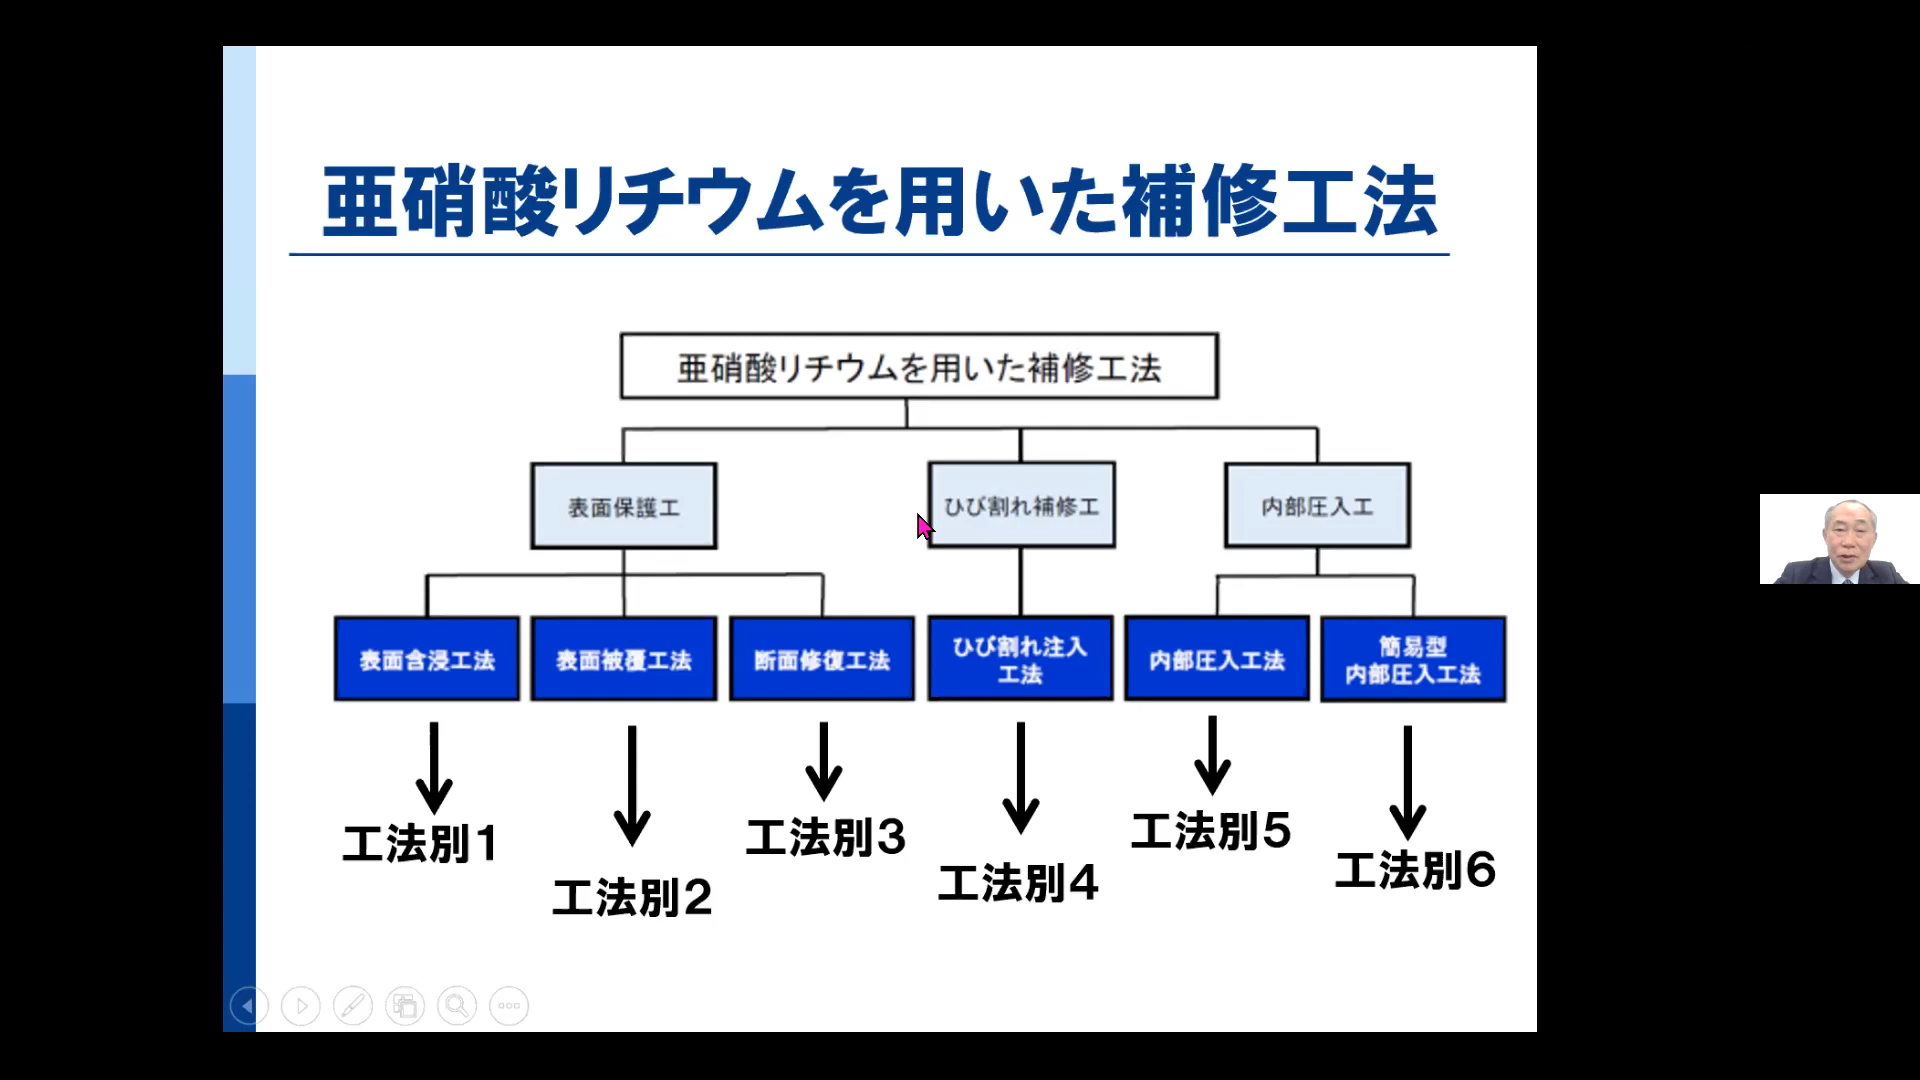 亜硝酸リチウムを用いた補修工法
亜硝酸リチウムを用いた補修工法
表面保護工
ひび割れ補修工
内部圧入工
表面含浸工法
表面被覆工法
断面修復工法
ひび割れ注入
工法
内部圧入工法
簡易型
内部圧入工法
工法別1
工法別2
工法別3
工法別4
工法別5
工法別6